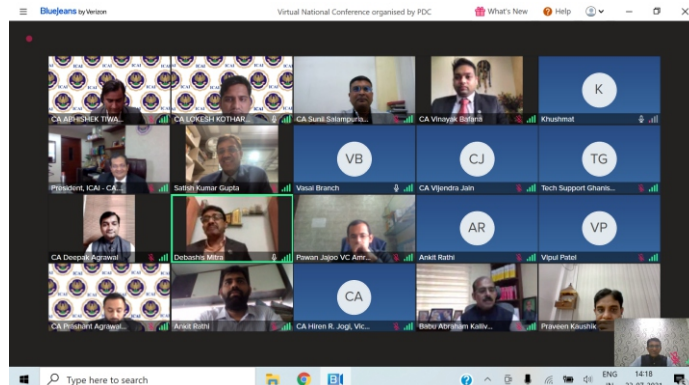 BlueJeans by Verizon
Virtual National Conference organised by PDC
What's New
Help
CA ABHISHEK TIWA...
CA LOKESH KOTHAR...
CA Sunil Salampuria...
CA Vinayak Bafana
K
Khushmat
President, ICAI - CA...
Satish Kumar Gupta
VB
Vasai Branch
CJ
CA Vijendra Jain
TG
Tech Support Ghanis...
CA Deepak Agrawal
Debashis Mitra
Pawan Jajoo VC Amr...
AR
Ankit Rathi
VP
Vipul Patel
CA Prashant Agrawal...
Ankit Rathi
CA
CA Hiren R. Jogi, Vic...
Babu Abraham Kalliv...
Praveen Kaushik
Type here to search
ENG
IN
14:18
22-07-2021